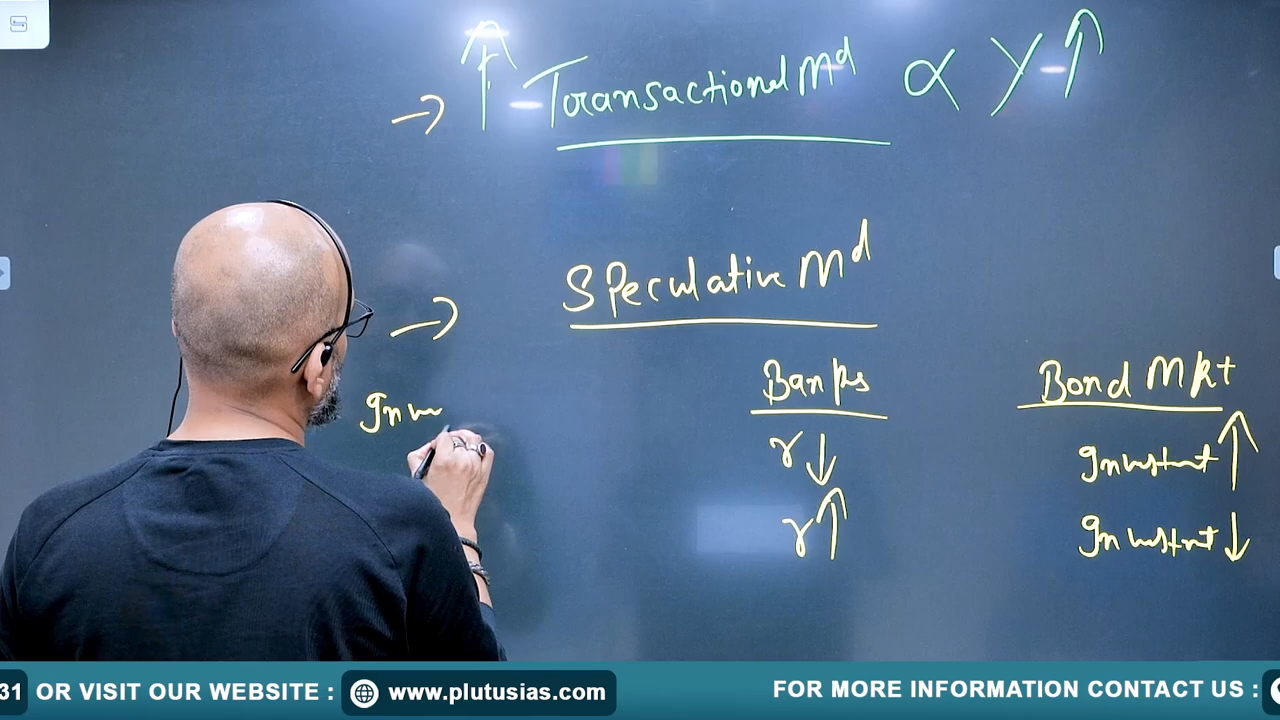 → ↑ Transactional Md ∝ Y ↑
→ Speculative Md
Banks Bond Mkt
r ↓ Investment ↑
r ↑ Investment ↓
Inv
31 OR VISIT OUR WEBSITE : www.plutusias.com FOR MORE INFORMATION CONTACT US :